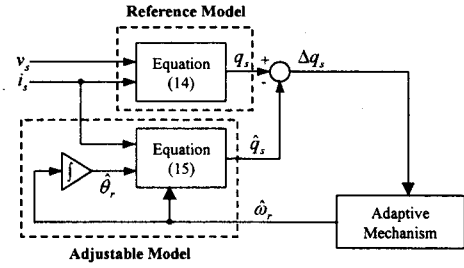 Reference Model
v_s
i_s
Equation
(14)
q_s
+
-
Δq_s
Equation
(15)
q̂_s
∫
θ̂_r
ω̂_r
Adaptive
Mechanism
Adjustable Model